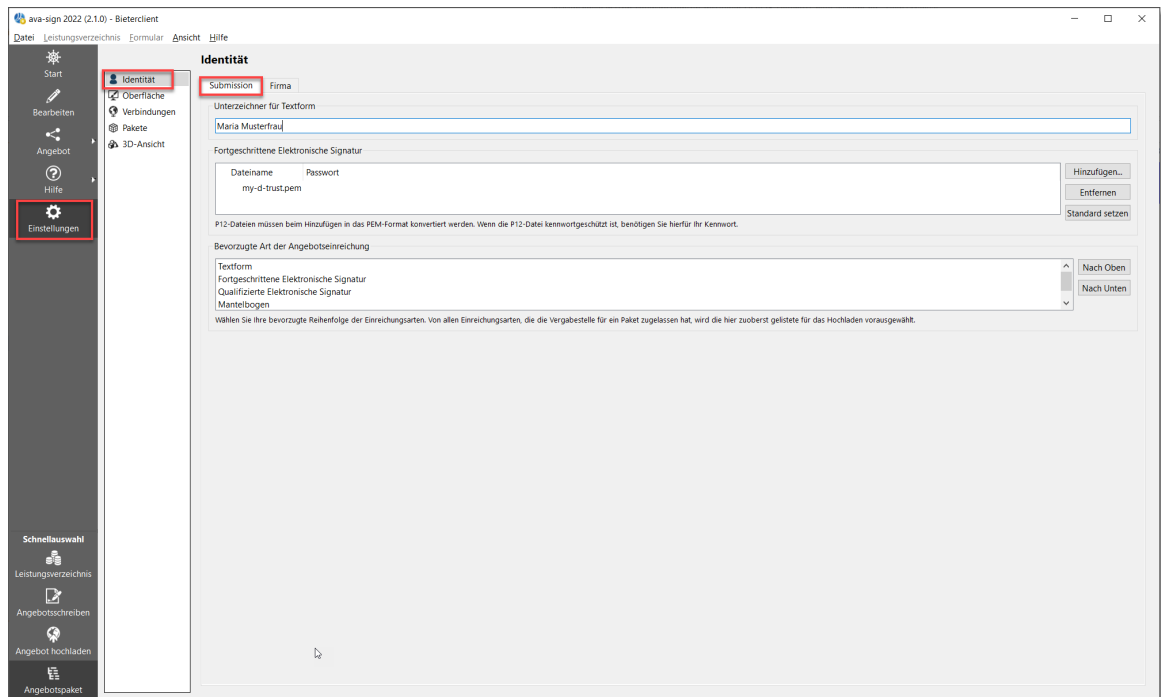 ava-sign 2022 (2.1.0) - Bieterclient
Datei Leistungsverzeichnis Formular Ansicht Hilfe
Start
Bearbeiten
Angebot
Hilfe
Einstellungen
Schnellauswahl
Leistungsverzeichnis
Angebotsschreiben
Angebot hochladen
Angebotspaket
Identität
Oberfläche
Verbindungen
Pakete
3D-Ansicht
Identität
Submission Firma
Unterzeichner für Textform
Maria Musterfrau
Fortgeschrittene Elektronische Signatur
Dateiname Passwort
my-d-trust.pem
Hinzufügen...
Entfernen
Standard setzen
P12-Dateien müssen beim Hinzufügen in das PEM-Format konvertiert werden. Wenn die P12-Datei kennwortgeschützt ist, benötigen Sie hierfür Ihr Kennwort.
Bevorzugte Art der Angebotseinreichung
Textform
Fortgeschrittene Elektronische Signatur
Qualifizierte Elektronische Signatur
Mantelbogen
Nach Oben
Nach Unten
Wählen Sie Ihre bevorzugte Reihenfolge der Einreichungsarten. Von allen Einreichungsarten, die die Vergabestelle für ein Paket zugelassen hat, wird die hier zuoberst gelistete für das Hochladen vorausgewählt.